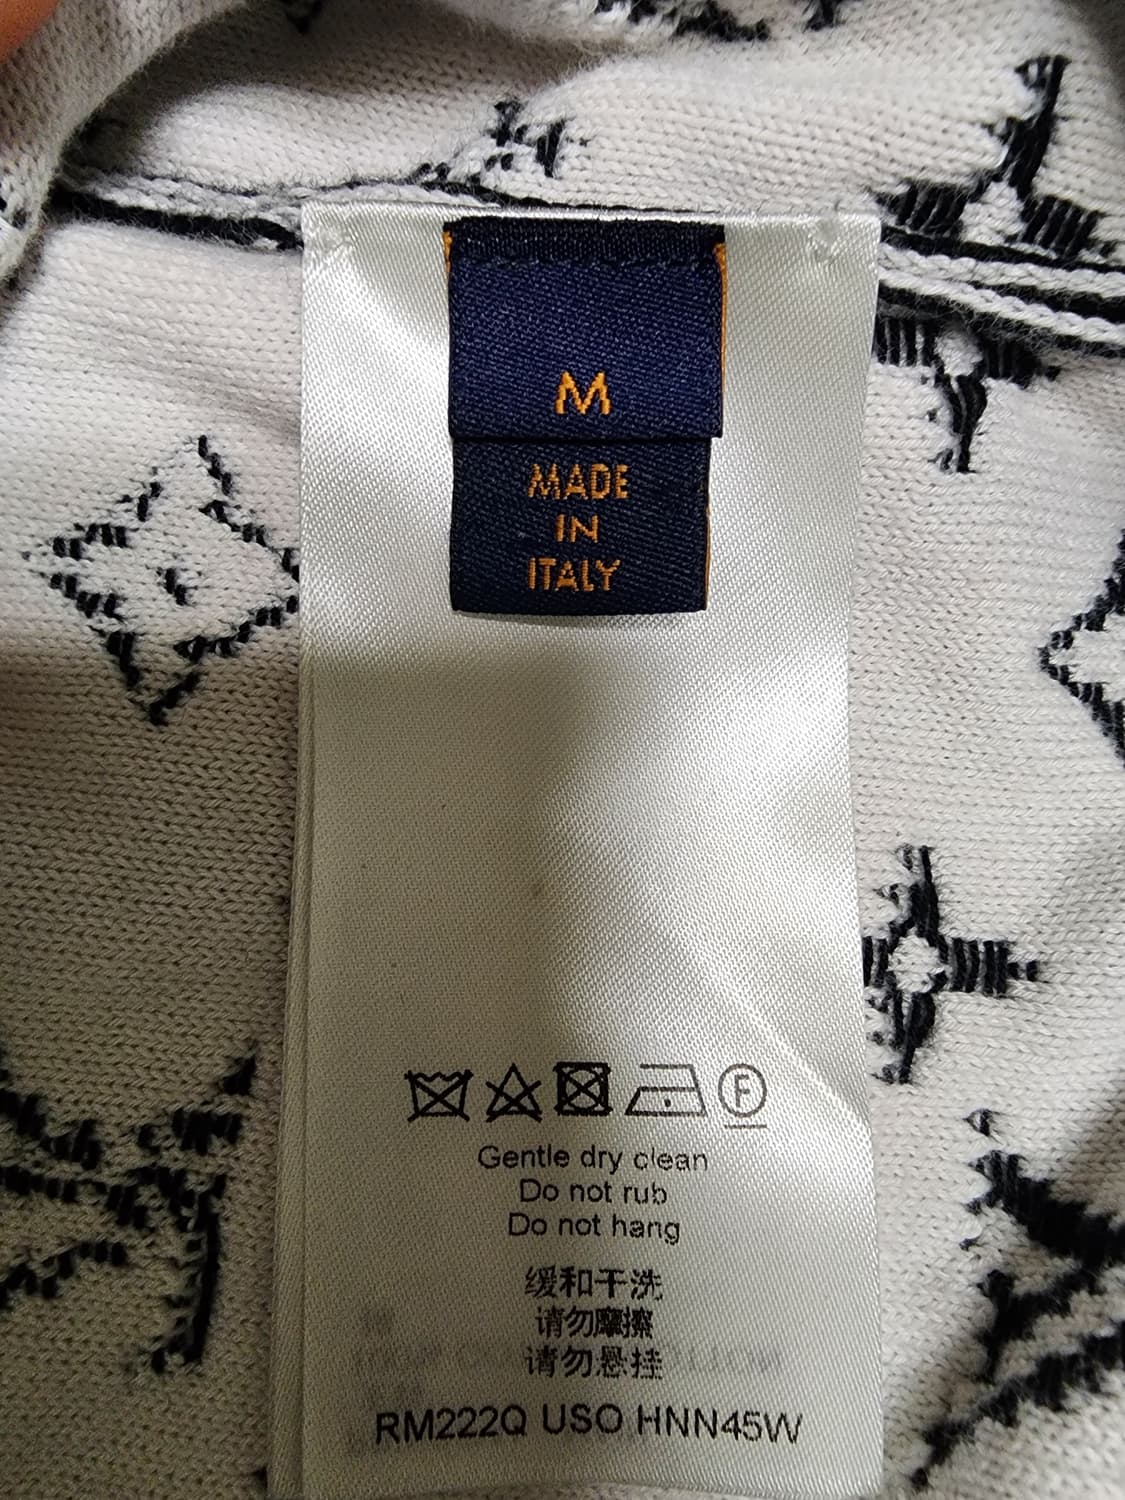 M
MADE
IN
ITALY
F
Gentle dry clean
Do not rub
Do not hang
缓和干洗
请勿摩擦
请勿悬挂
RM222Q USO HNN45W